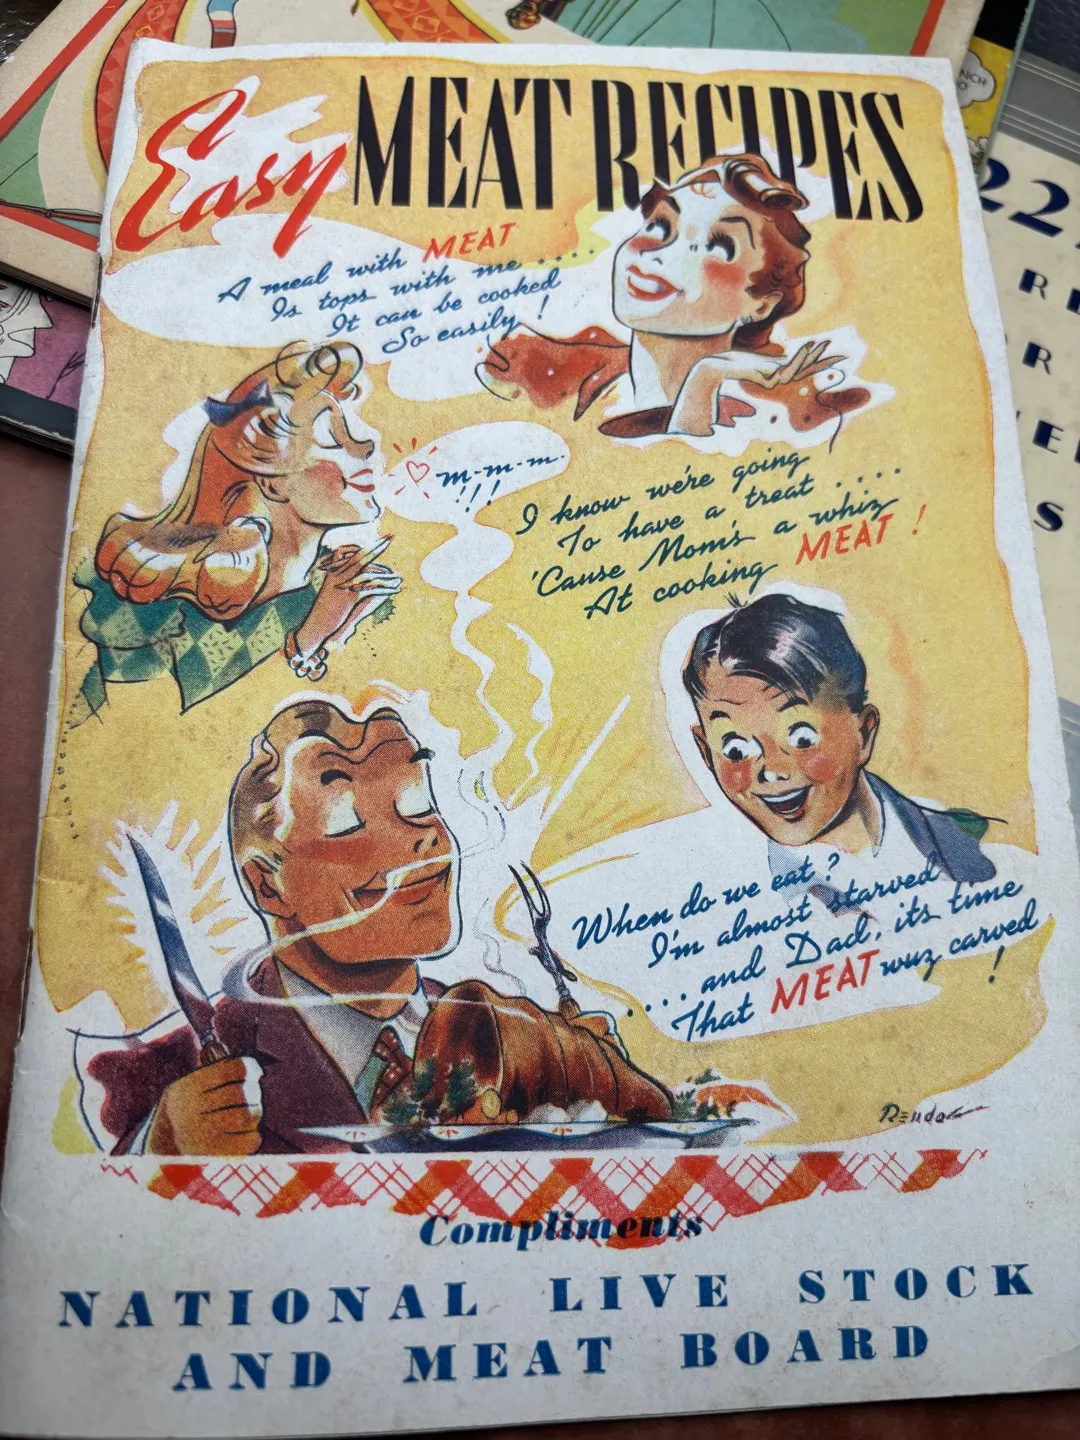 Easy MEAT RECIPES
A meal with MEAT
Is tops with me ....
It can be cooked
So easily!
m-m-m-
!!!
I know we're going
To have a treat ....
'Cause Mom's a whiz
At cooking MEAT!
When do we eat?
I'm almost starved
... and Dad, its time
That MEAT wuz carved
!
Compliments
NATIONAL LIVE STOCK
AND MEAT BOARD
22
R
S